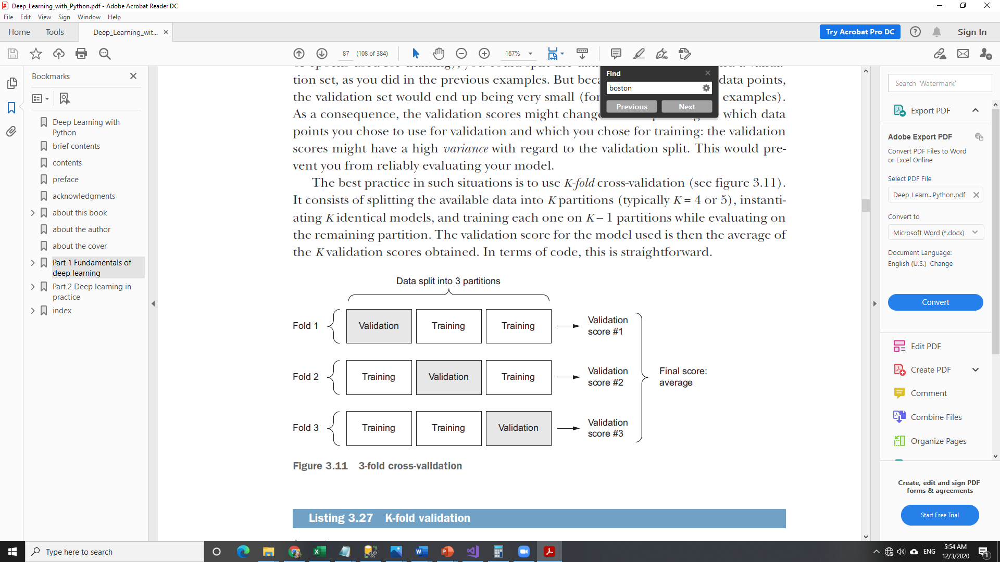 Deep_Learning_with_Python.pdf - Adobe Acrobat Reader DC
File Edit View Sign Window Help
Home Tools Deep_Learning_wit... ×
Try Acrobat Pro DC
Sign In
87 (108 of 384)
167%
Bookmarks
Deep Learning with
Python
brief contents
contents
preface
acknowledgments
about this book
about the author
about the cover
Part 1 Fundamentals of
deep learning
Part 2 Deep learning in
practice
index
Find
boston
Previous Next
tion set, as you did in the previous examples. But data points,
the validation set would end up being very small examples).
As a consequence, the validation scores might which data
points you chose to use for validation and which you chose for training: the validation
scores might have a high variance with regard to the validation split. This would pre-
vent you from reliably evaluating your model.
The best practice in such situations is to use K-fold cross-validation (see figure 3.11).
It consists of splitting the available data into K partitions (typically K = 4 or 5), instanti-
ating K identical models, and training each one on K – 1 partitions while evaluating on
the remaining partition. The validation score for the model used is then the average of
the K validation scores obtained. In terms of code, this is straightforward.
Data split into 3 partitions
Fold 1 Validation Training Training Validation
score #1
Fold 2 Training Validation Training Validation
score #2
Final score:
average
Fold 3 Training Training Validation Validation
score #3
Figure 3.11 3-fold cross-validation
Listing 3.27 K-fold validation
Search 'Watermark'
Export PDF
Adobe Export PDF
Convert PDF Files to Word
or Excel Online
Select PDF File
Deep_Learn...Python.pdf
Convert to
Microsoft Word (*.docx)
Document Language:
English (U.S.) Change
Convert
Edit PDF
Create PDF
Comment
Combine Files
Organize Pages
Create, edit and sign PDF
forms & agreements
Start Free Trial
Type here to search
ENG
5:54 AM
12/3/2020
1